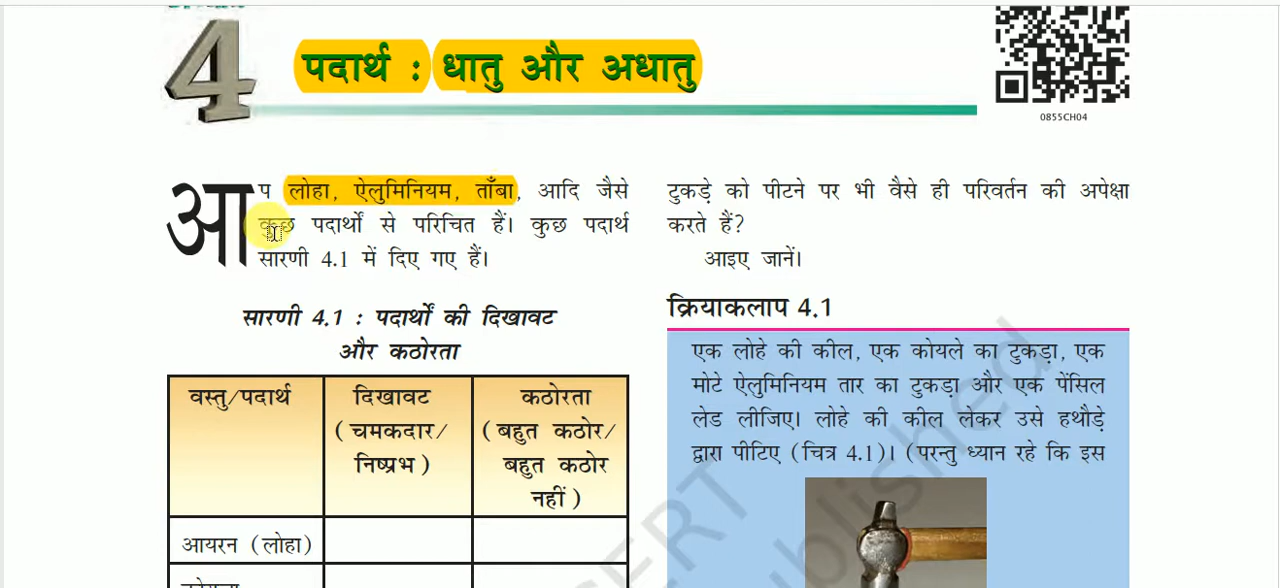 4
पदार्थ : धातु और अधातु
0855CH04
आप लोहा, ऐलुमिनियम, ताँबा, आदि जैसे
कुछ पदार्थों से परिचित हैं। कुछ पदार्थ
सारणी 4.1 में दिए गए हैं।
सारणी 4.1 : पदार्थों की दिखावट
और कठोरता
वस्तु/पदार्थ
दिखावट
(चमकदार/
निष्प्रभ)
कठोरता
(बहुत कठोर/
बहुत कठोर
नहीं)
आयरन (लोहा)
टुकड़े को पीटने पर भी वैसे ही परिवर्तन की अपेक्षा
करते हैं?
आइए जानें।
क्रियाकलाप 4.1
एक लोहे की कील, एक कोयले का टुकड़ा, एक
मोटे ऐलुमिनियम तार का टुकड़ा और एक पेंसिल
लेड लीजिए। लोहे की कील लेकर उसे हथौड़े
द्वारा पीटिए (चित्र 4.1)। (परन्तु ध्यान रहे कि इस